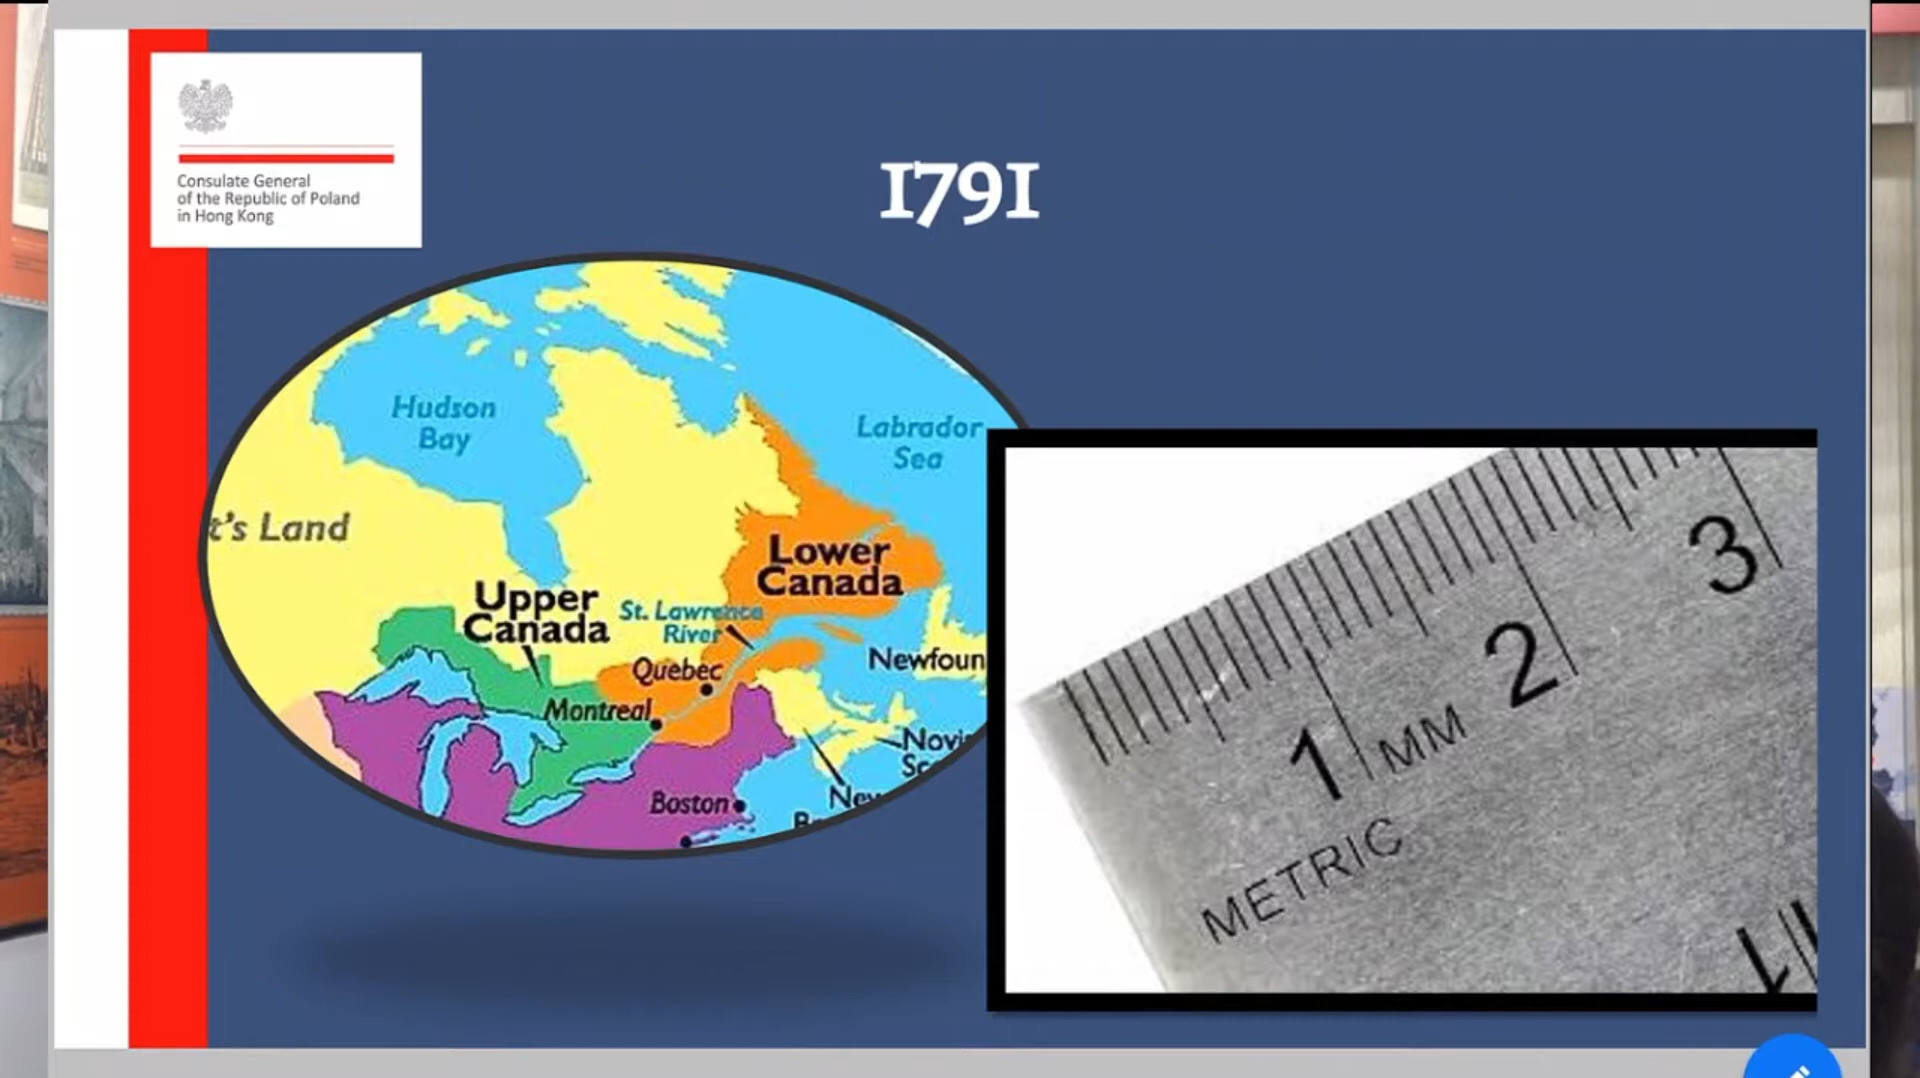 Consulate General
of the Republic of Poland
in Hong Kong
1791
Hudson
Bay
Labrador
Sea
t's Land
Lower
Canada
Upper
Canada
St. Lawrence
River
Quebec
Newfoun
Montreal
Boston
3
2
1 MM
METRIC